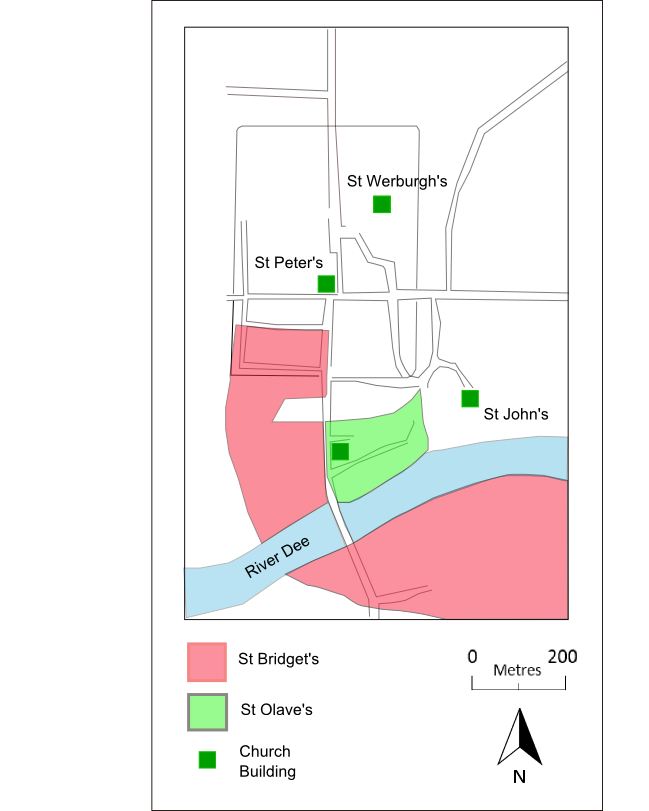 St Werburgh's
St Peter's
St John's
River Dee
St Bridget's
St Olave's
Church
Building
0 200
Metres
N